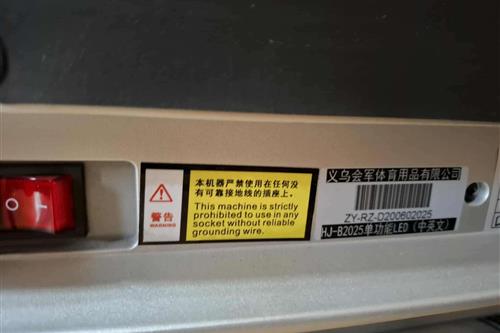 本机器严禁使用在任何没
有可靠接地线的插座上。
This machine is strictly
prohibited to use in any
socket without reliable
grounding wire.
警告
WARNING
义乌会军体育用品有限公司
ZY-RZ-D200602025
HJ-B2025单功能LED（中英文）